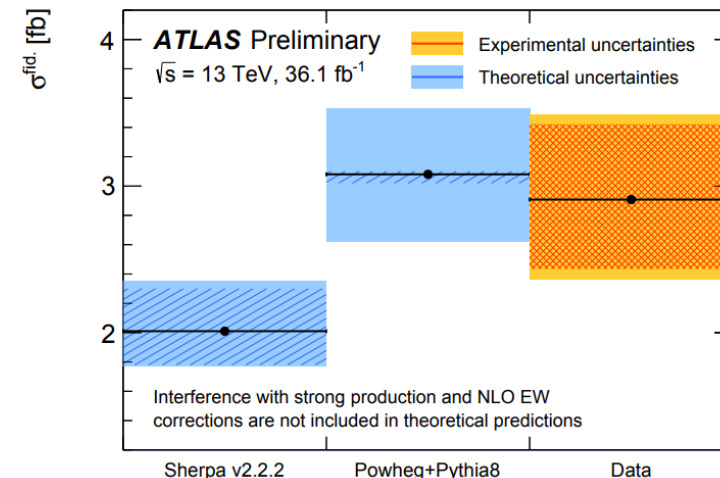 σ^fid. [fb]
4
3
2
ATLAS Preliminary
√s = 13 TeV, 36.1 fb⁻¹
Experimental uncertainties
Theoretical uncertainties
Interference with strong production and NLO EW
corrections are not included in theoretical predictions
Sherpa v2.2.2
Powheg+Pythia8
Data